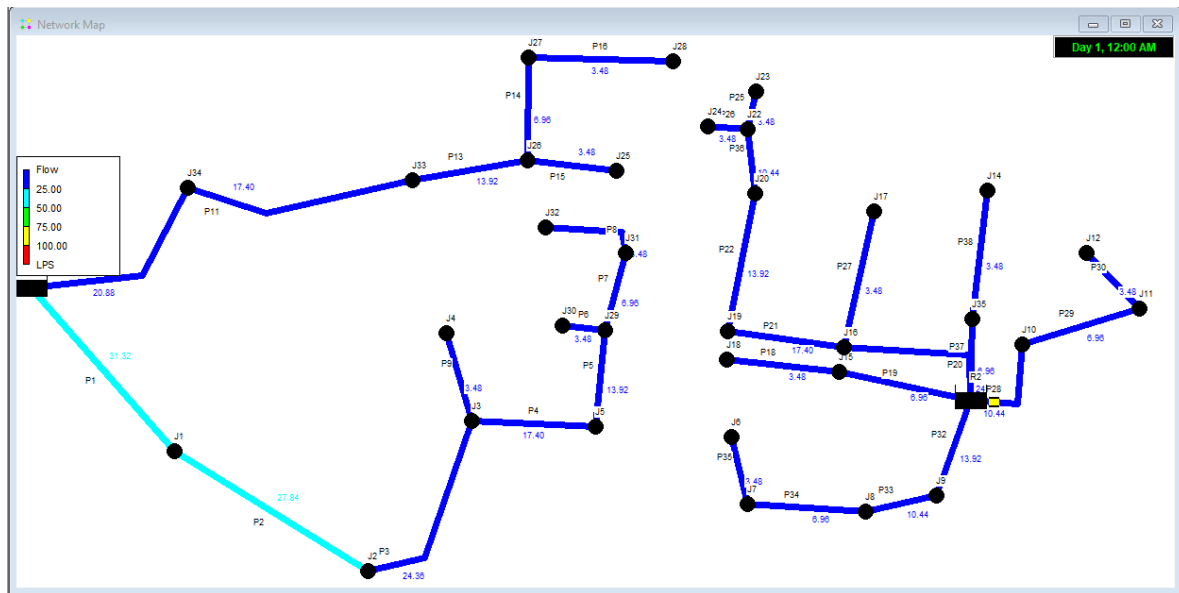 Network Map
Day 1, 12:00 AM
J27
P16
J28
3.48
P14
6.96
J23
P25
J24
P26
J22
3.48
3.48
P36
J26
3.48
J25
P15
P13
J33
13.92
J34
17.40
P11
10.44
J20
J14
J17
Flow
25.00
50.00
75.00
100.00
LPS
20.88
J32
P8
J31
3.48
P7
6.96
P22
13.92
P27
3.48
P38
3.48
J12
P30
3.48
J11
J30
P6
3.48
J29
J4
P9
3.48
P5
13.92
J19
P21
17.40
J16
J35
P37
P20
6.96
J10
P29
6.96
J18
P18
3.48
J15
P19
6.96
R2
24
P28
10.44
31.32
P1
J3
P4
17.40
J5
J6
P35
3.48
J7
P34
6.96
J8
P33
10.44
J9
P32
13.92
J1
27.84
P2
J2
P3
24.36